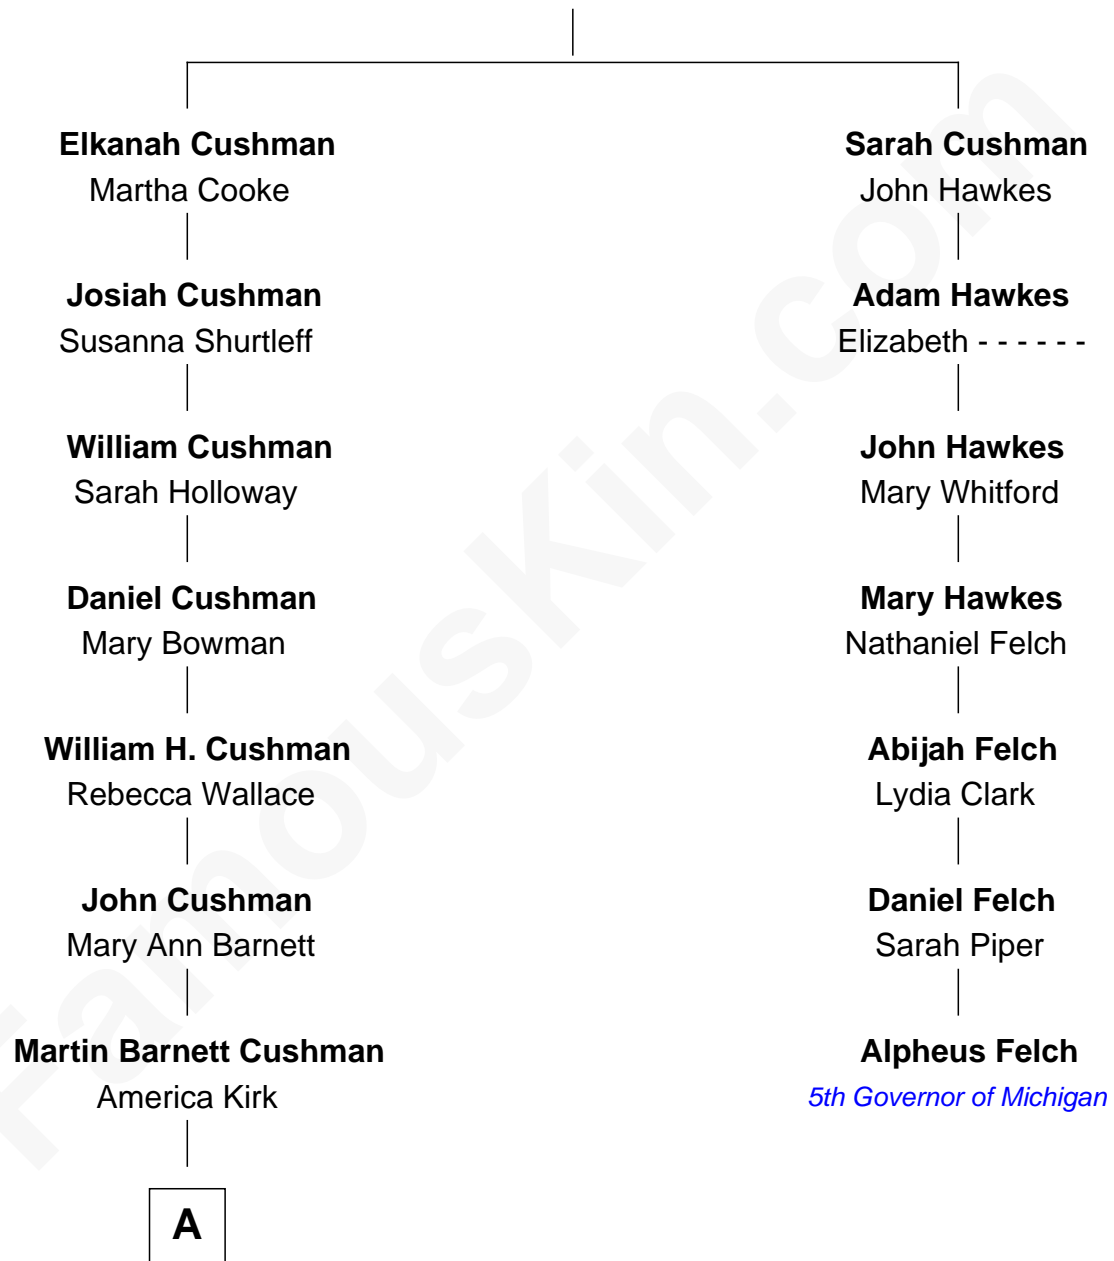 Elkanah Cushman
Martha Cooke
Josiah Cushman
Susanna Shurtleff
William Cushman
Sarah Holloway
Daniel Cushman
Mary Bowman
William H. Cushman
Rebecca Wallace
John Cushman
Mary Ann Barnett
Martin Barnett Cushman
America Kirk
A
Sarah Cushman
John Hawkes
Adam Hawkes
Elizabeth - - - - - -
John Hawkes
Mary Whitford
Mary Hawkes
Nathaniel Felch
Abijah Felch
Lydia Clark
Daniel Felch
Sarah Piper
Alpheus Felch
5th Governor of Michigan
FamousKin.com